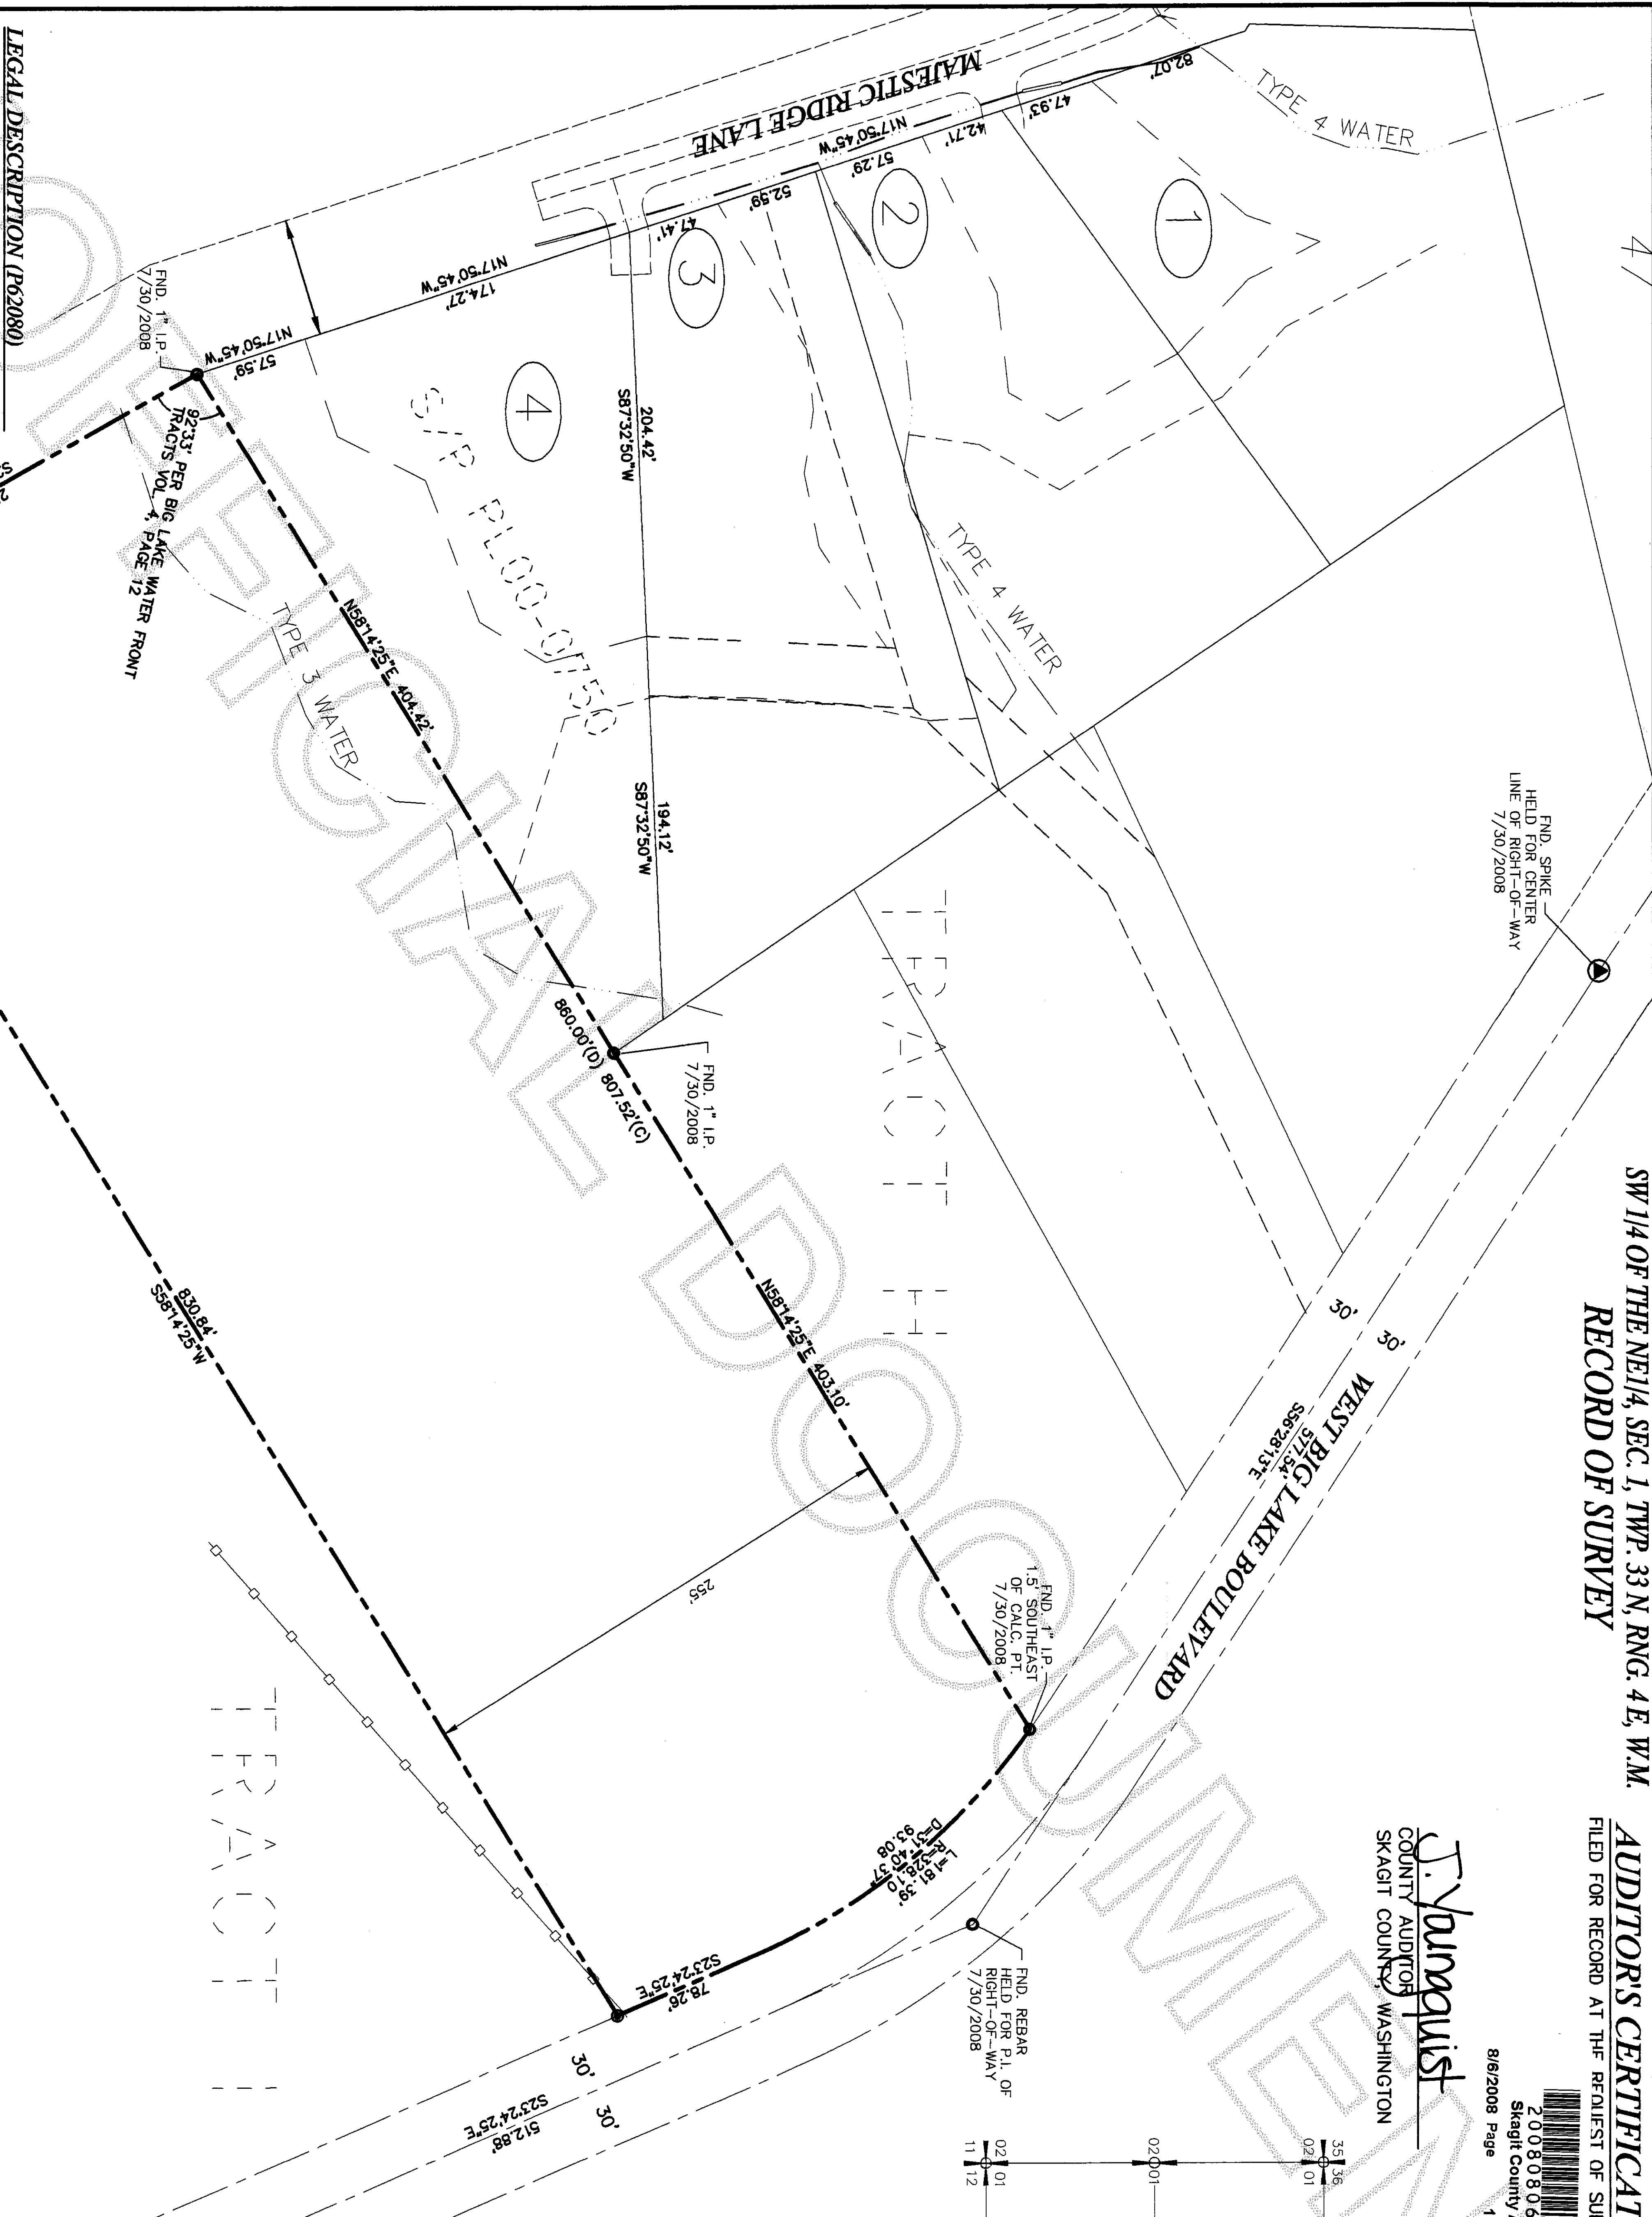 SW 1/4 OF THE NE1/4, SEC. 1, TWP. 33 N, RNG. 4 E, W.M.
RECORD OF SURVEY
AUDITOR'S CERTIFICAT
FILED FOR RECORD AT THE REQUEST OF SU
20080806
Skagit County
8/6/2008 Page 1
J. Youngquist
COUNTY AUDITOR
SKAGIT COUNTY, WASHINGTON
35 36
02 01
02 01
02 01
11 12
FND. SPIKE
HELD FOR CENTER
LINE OF RIGHT-OF-WAY
7/30/2008
30'
30'
WEST BIG LAKE BOULEVARD
577.54'
S56°28'13"E
TYPE 4 WATER
82.07'
47.93'
42.71'
N17°50'45"W
57.29'
52.59'
47.41'
MAJESTIC RIDGE LANE
N17°50'45"W
174.27'
N17°50'45"W
57.59'
1
2
3
4
TYPE 4 WATER
S/P PL00-0750
204.42'
S87°32'50"W
194.12'
S87°32'50"W
TRACT H
FND. 1" I.P.
7/30/2008
92°33' PER BIG LAKE WATER FRONT
TRACTS VOL. 4, PAGE 12
TYPE 3 WATER
N58°14'25"E 404.42'
860.00'(D) 807.52'(C)
FND. 1" I.P.
7/30/2008
N58°14'25"E 403.10'
FND. 1" I.P.
1.5' SOUTHEAST
OF CALC. PT.
7/30/2008
L=181.39'
R=328.10
D=31°40'37"
93.08
FND. REBAR
HELD FOR P.I. OF
RIGHT-OF-WAY
7/30/2008
78.26'
S23°24'25"E
255'
830.84'
S58°14'25"W
TRACT I
30'
30'
512.88'
S23°24'25"E
LEGAL DESCRIPTION (P62080)
OFFICIAL DOCUMEN